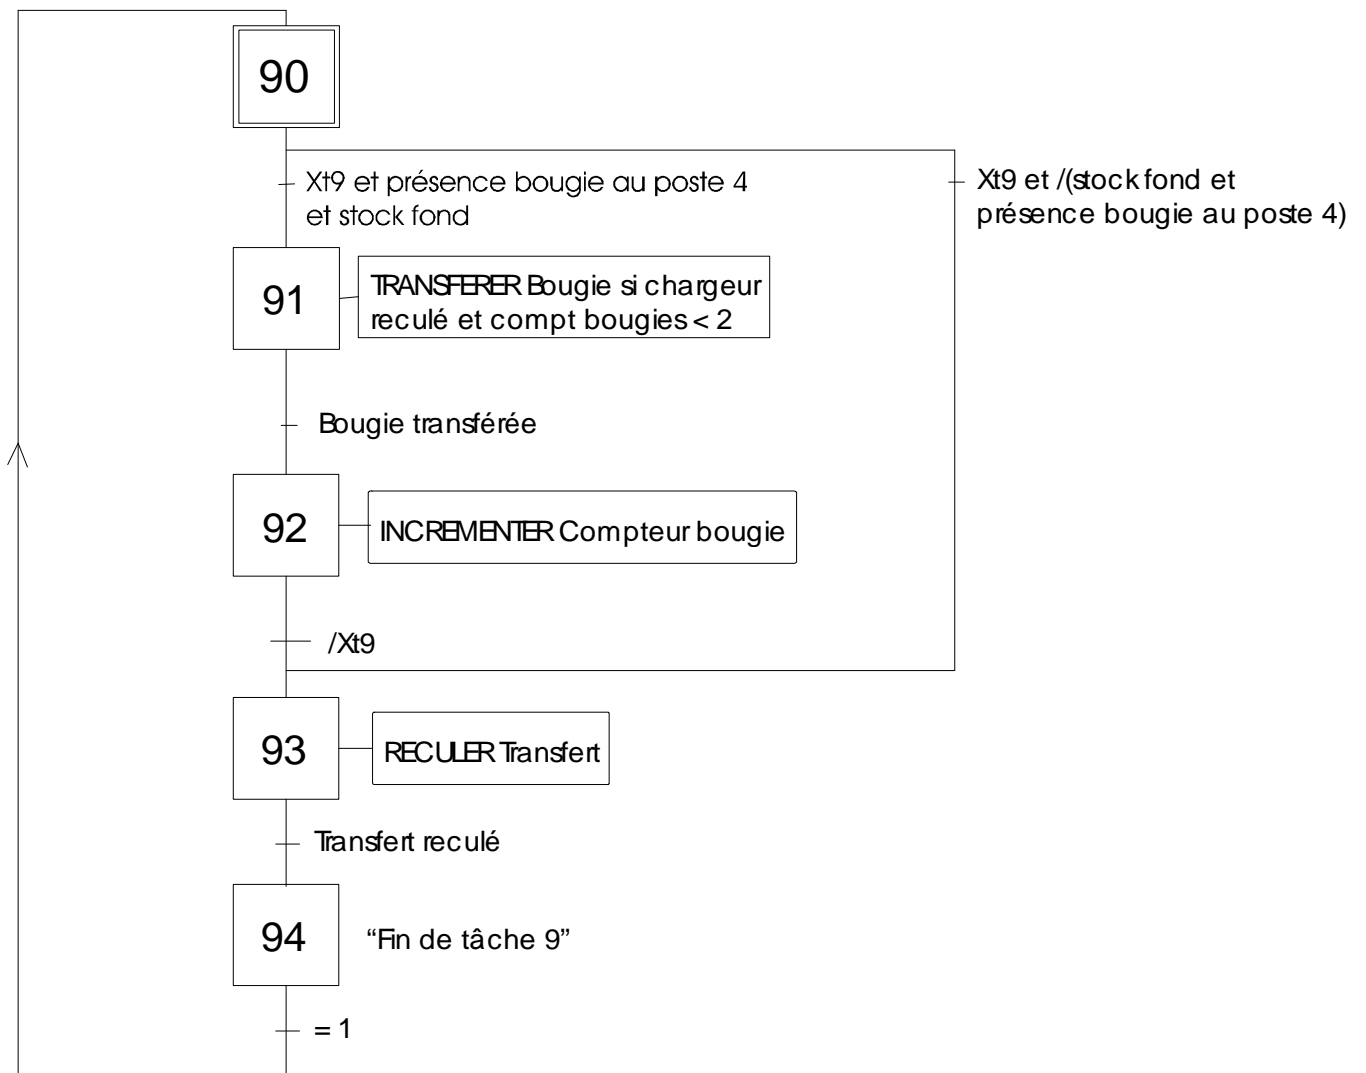 90
Xt9 et présence bougie au poste 4
et stock fond
Xt9 et /(stock fond et
présence bougie au poste 4)
91
TRANSFERER Bougie si chargeur
reculé et compt bougies < 2
Bougie transférée
92
INCREMENTER Compteur bougie
/Xt9
93
RECULER Transfert
Transfert reculé
94
“Fin de tâche 9”
= 1